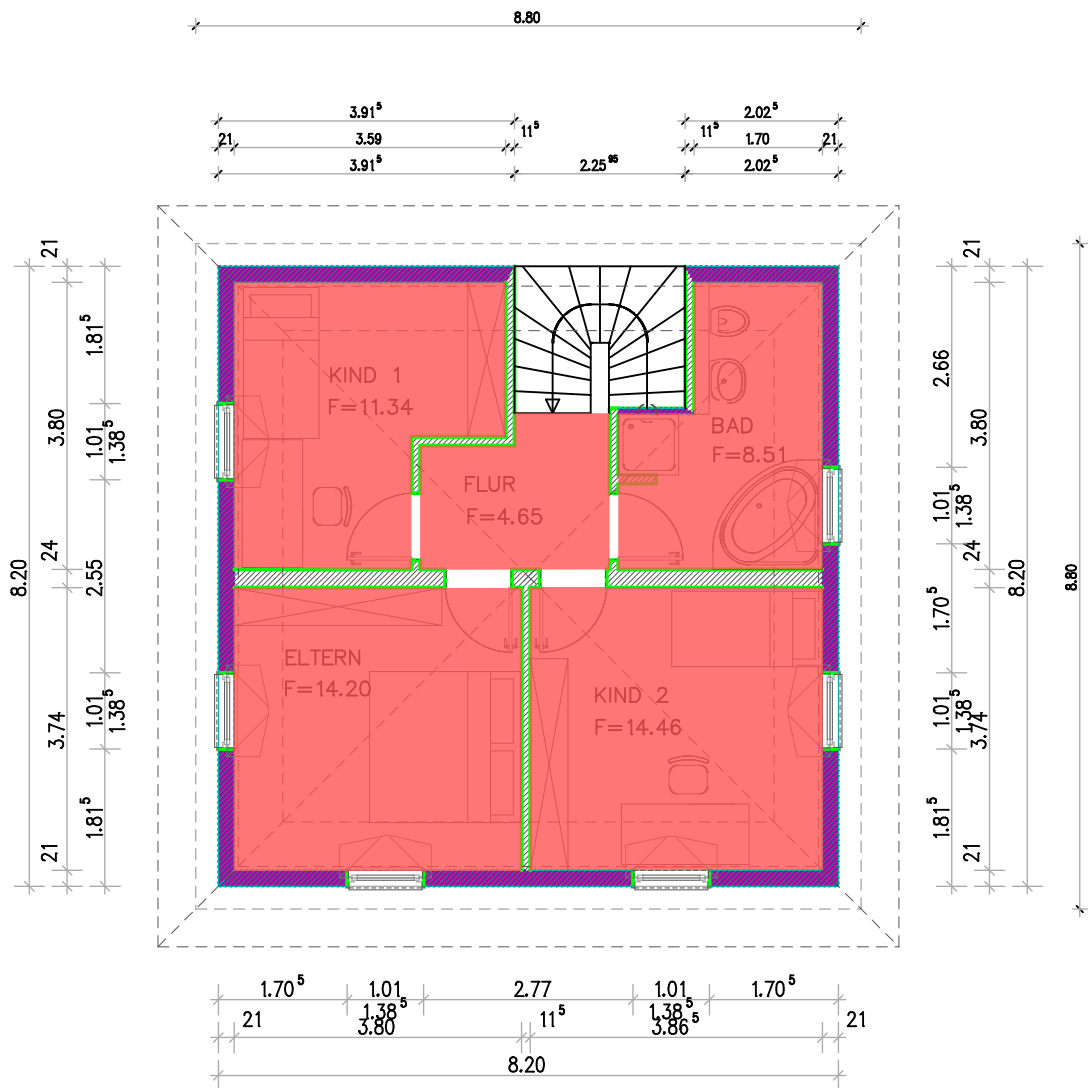 8.80
3.91⁵ 2.02⁵
21 3.59 11⁵ 11⁵ 1.70 21
3.91⁵ 2.25⁹⁵ 2.02⁵
21 21
1.81⁵
2.66
3.80 3.80
1.01
1.38⁵
KIND 1
F=11.34
BAD
F=8.51
FLUR
F=4.65
1.01
1.38⁵
24 24
8.20 2.55 8.20 8.80
1.70⁵
ELTERN
F=14.20
KIND 2
F=14.46
1.01
1.38⁵
3.74
1.01
1.38⁵
3.74
1.81⁵ 1.81⁵
21 21
1.70⁵ 1.01 2.77 1.01 1.70⁵
1.38⁵ 1.38⁵
21 3.80 11⁵ 3.86⁵ 21
8.20